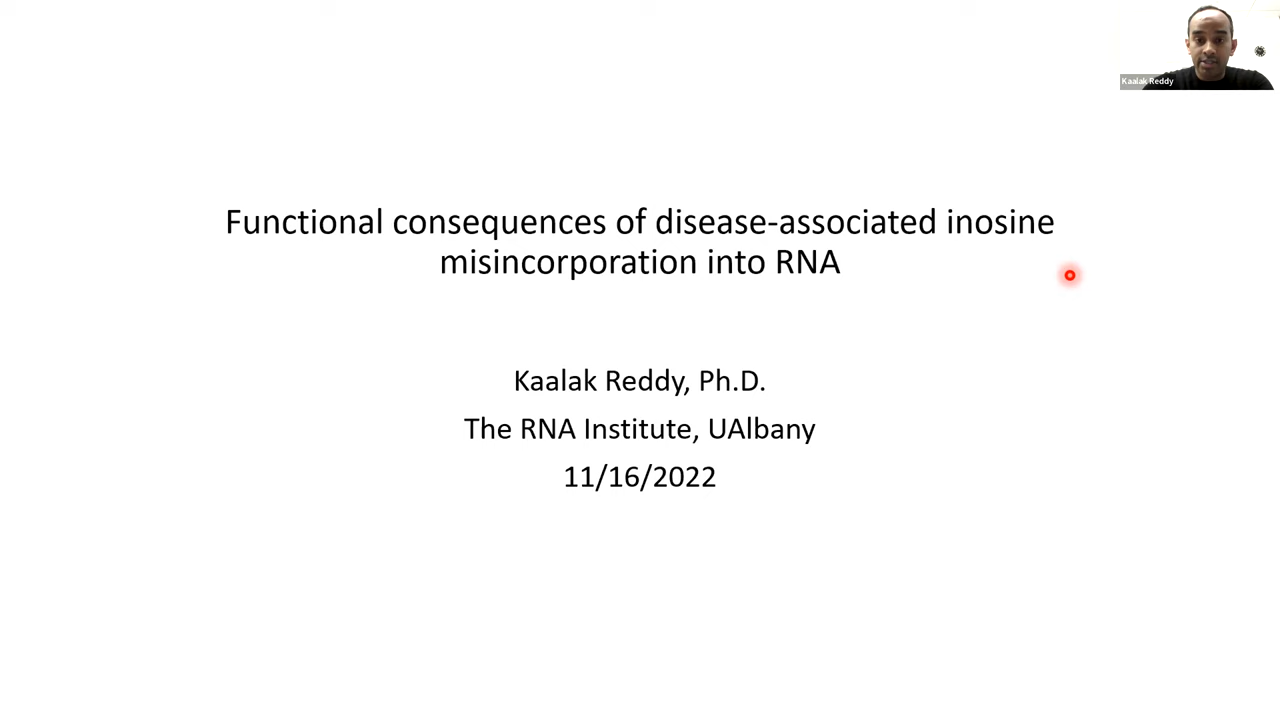 Kaalak Reddy
Functional consequences of disease-associated inosine
misincorporation into RNA
Kaalak Reddy, Ph.D.
The RNA Institute, UAlbany
11/16/2022